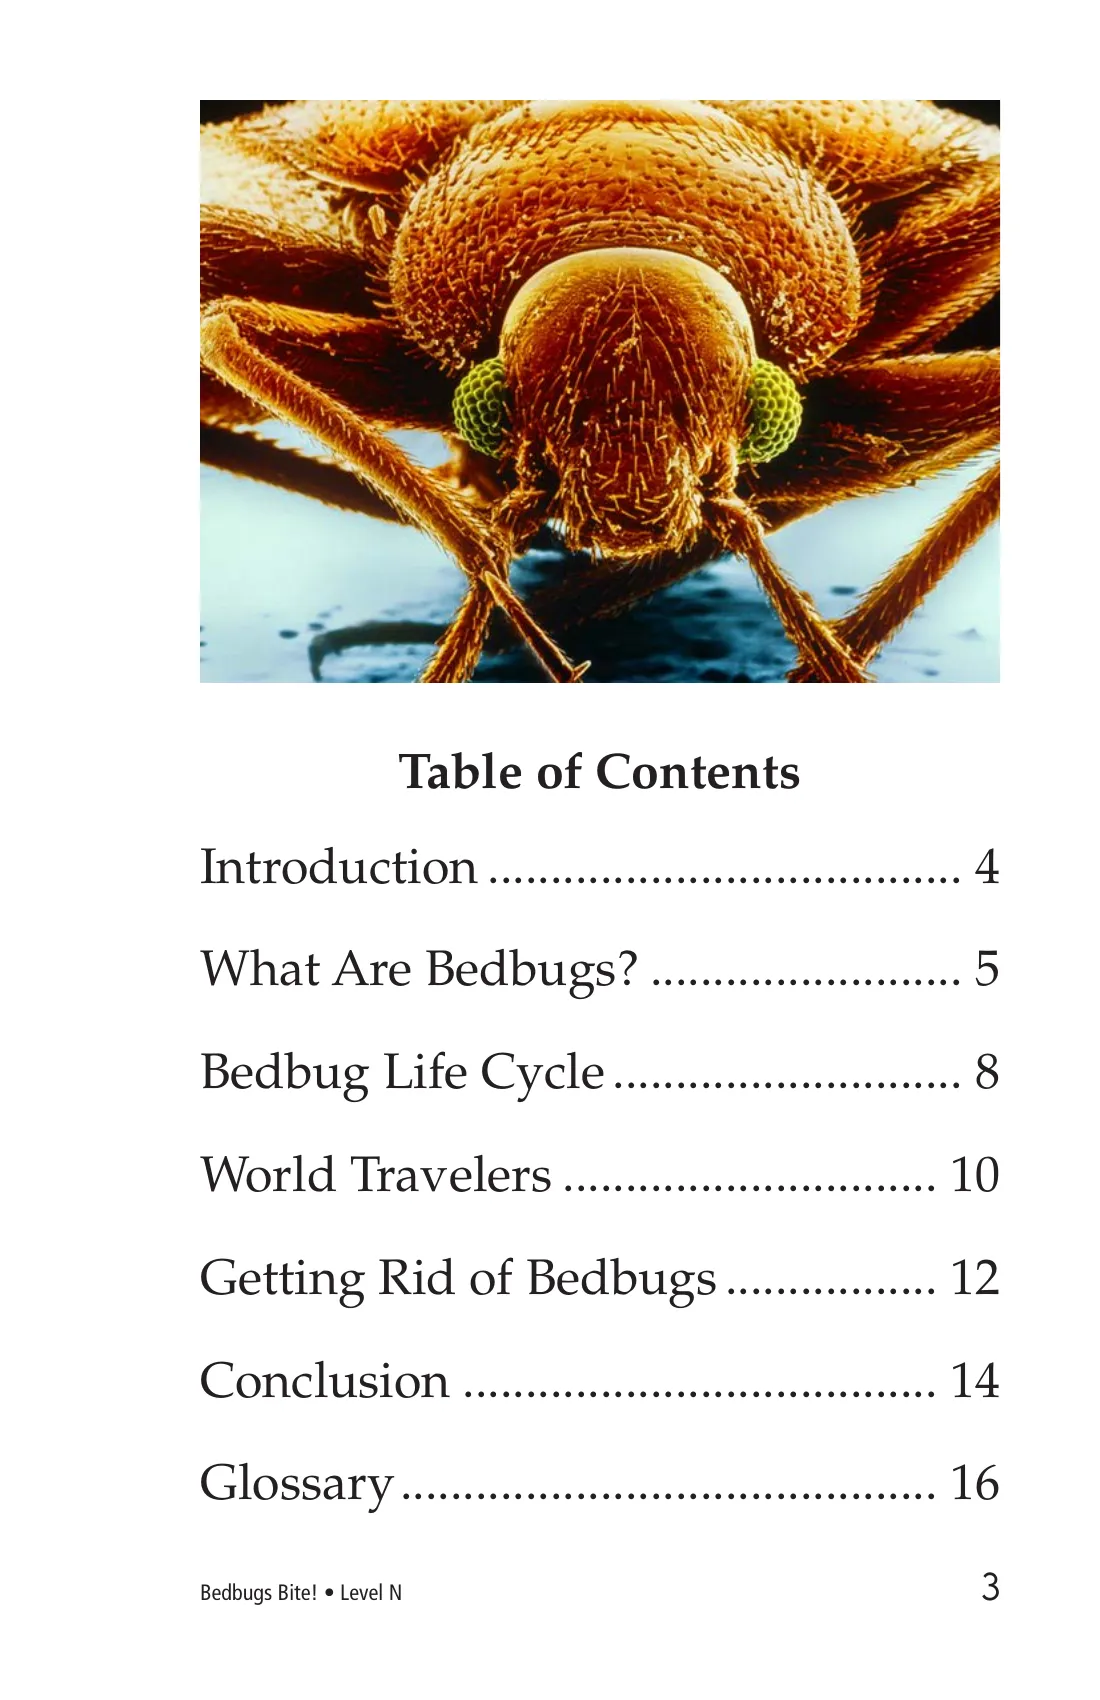 Table of Contents
Introduction ...................................... 4
What Are Bedbugs? ......................... 5
Bedbug Life Cycle ............................ 8
World Travelers .............................. 10
Getting Rid of Bedbugs ................. 12
Conclusion ...................................... 14
Glossary ........................................... 16
Bedbugs Bite! • Level N
3